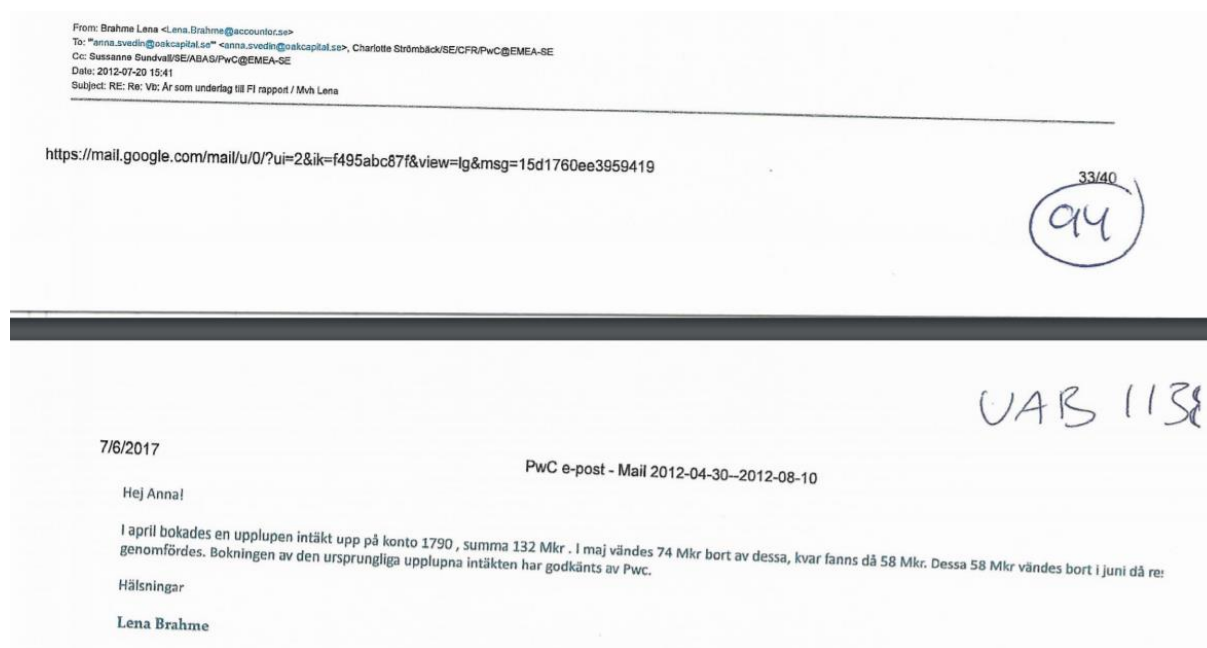 From: Brahme Lena <Lena.Brahme@accountor.se>
To: "'anna.svedin@oakcapital.se'" <anna.svedin@oakcapital.se>, Charlotte Strömbäck/SE/CFR/PwC@EMEA-SE
Cc: Sussanne Sundvall/SE/ABAS/PwC@EMEA-SE
Date: 2012-07-20 15:41
Subject: RE: Re: Vb: År som underlag till FI rapport / Mvh Lena
https://mail.google.com/mail/u/0/?ui=2&ik=f495abc87f&view=lg&msg=15d1760ee3959419
33/40
94
UAB 1138
7/6/2017
PwC e-post - Mail 2012-04-30--2012-08-10
Hej Anna!
I april bokades en upplupen intäkt upp på konto 1790 , summa 132 Mkr . I maj vändes 74 Mkr bort av dessa, kvar fanns då 58 Mkr. Dessa 58 Mkr vändes bort i juni då
genomfördes. Bokningen av den ursprungliga upplupna intäkten har godkänts av Pwc.
Hälsningar
Lena Brahme